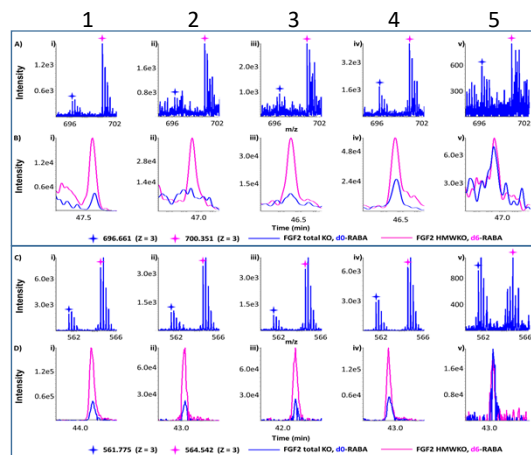 1 2 3 4 5
A) i) ii) iii) iv) v)
Intensity
1.2e3 0.6e3
1.6e3 0.8e3
3.0e3 1.5e3
1.6e3 0.8e3
900 600 300
696 702 696 702 696 702 696 702 696 702
m/z
B) i) ii) iii) iv) v)
Intensity
1.2e4 0.6e4
2.8e4 1.4e4
3.0e4 1.5e4
4.8e4 2.4e4
6.0e3 3.0e3
47.5 47.0 46.5 46.5 47.0
Time (min)
696.661 (Z = 3) 700.351 (Z = 3) FGF2 total KO, d0-RABA FGF2 HMWKO, d6-RABA
C) i) ii) iii) iv) v)
Intensity
6.0e3 3.0e3
3.0e3 1.5e3
6.0e3 3.0e3
6.0e3 3.0e3
800 400
562 566 562 566 562 566 562 566 562 566
m/z
D) i) ii) iii) iv) v)
Intensity
1.2e5 0.6e5
6.0e4 3.0e4
6.0e4 3.0e4
1.2e5 0.6e5
1.6e4 0.8e4
44.0 43.0 42.0 43.0 43.0
Time (min)
561.775 (Z = 3) 564.542 (Z = 3) FGF2 total KO, d0-RABA FGF2 HMWKO, d6-RABA